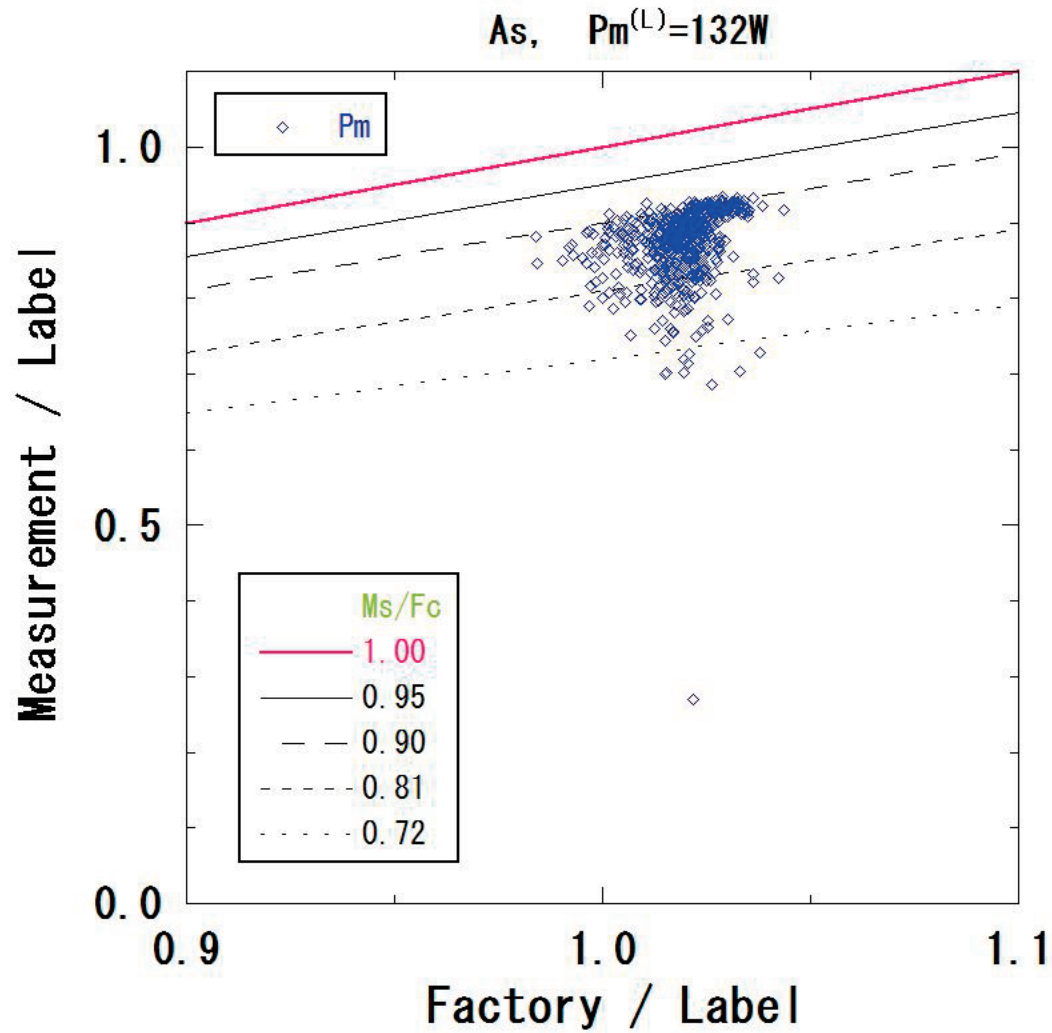 As, Pm(L)=132W
Pm
1.0
0.5
0.0
Measurement / Label
Ms/Fc
1.00
0.95
0.90
0.81
0.72
0.9 1.0 1.1
Factory / Label